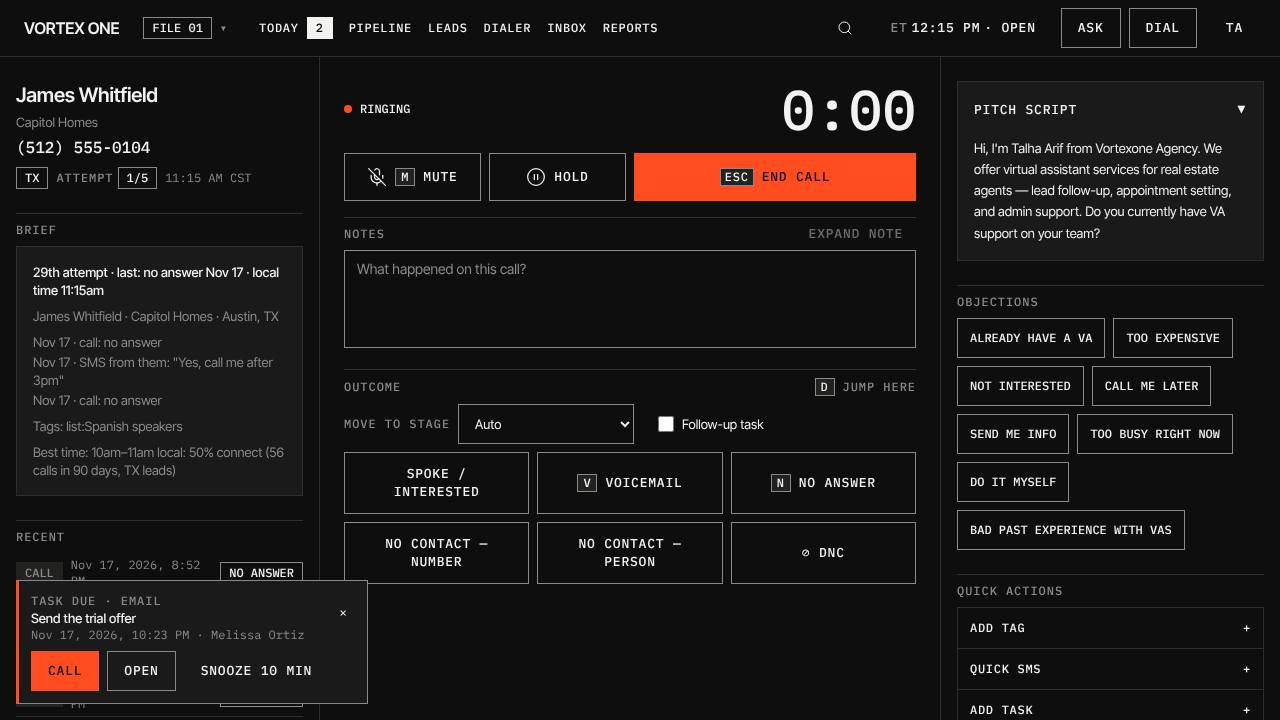 VORTEX ONE
FILE 01 ▾
TODAY 2
PIPELINE
LEADS
DIALER
INBOX
REPORTS
ET 12:15 PM · OPEN
ASK
DIAL
TA
James Whitfield
Capitol Homes
(512) 555-0104
TX ATTEMPT 1/5 11:15 AM CST
BRIEF
29th attempt · last: no answer Nov 17 · local
time 11:15am
James Whitfield · Capitol Homes · Austin, TX
Nov 17 · call: no answer
Nov 17 · SMS from them: "Yes, call me after
3pm"
Nov 17 · call: no answer
Tags: list:Spanish speakers
Best time: 10am–11am local: 50% connect (56
calls in 90 days, TX leads)
RECENT
CALL Nov 17, 2026, 8:52 NO ANSWER
PM
TASK DUE · EMAIL
×
Send the trial offer
Nov 17, 2026, 10:23 PM · Melissa Ortiz
CALL
OPEN
SNOOZE 10 MIN
PM
RINGING
0:00
M MUTE
HOLD
ESC END CALL
NOTES
EXPAND NOTE
What happened on this call?
OUTCOME
D JUMP HERE
MOVE TO STAGE Auto
Follow-up task
SPOKE /
INTERESTED
V VOICEMAIL
N NO ANSWER
NO CONTACT —
NUMBER
NO CONTACT —
PERSON
⊘ DNC
PITCH SCRIPT ▼
Hi, I'm Talha Arif from Vortexone Agency. We
offer virtual assistant services for real estate
agents — lead follow-up, appointment setting,
and admin support. Do you currently have VA
support on your team?
OBJECTIONS
ALREADY HAVE A VA
TOO EXPENSIVE
NOT INTERESTED
CALL ME LATER
SEND ME INFO
TOO BUSY RIGHT NOW
DO IT MYSELF
BAD PAST EXPERIENCE WITH VAS
QUICK ACTIONS
ADD TAG +
QUICK SMS +
ADD TASK +